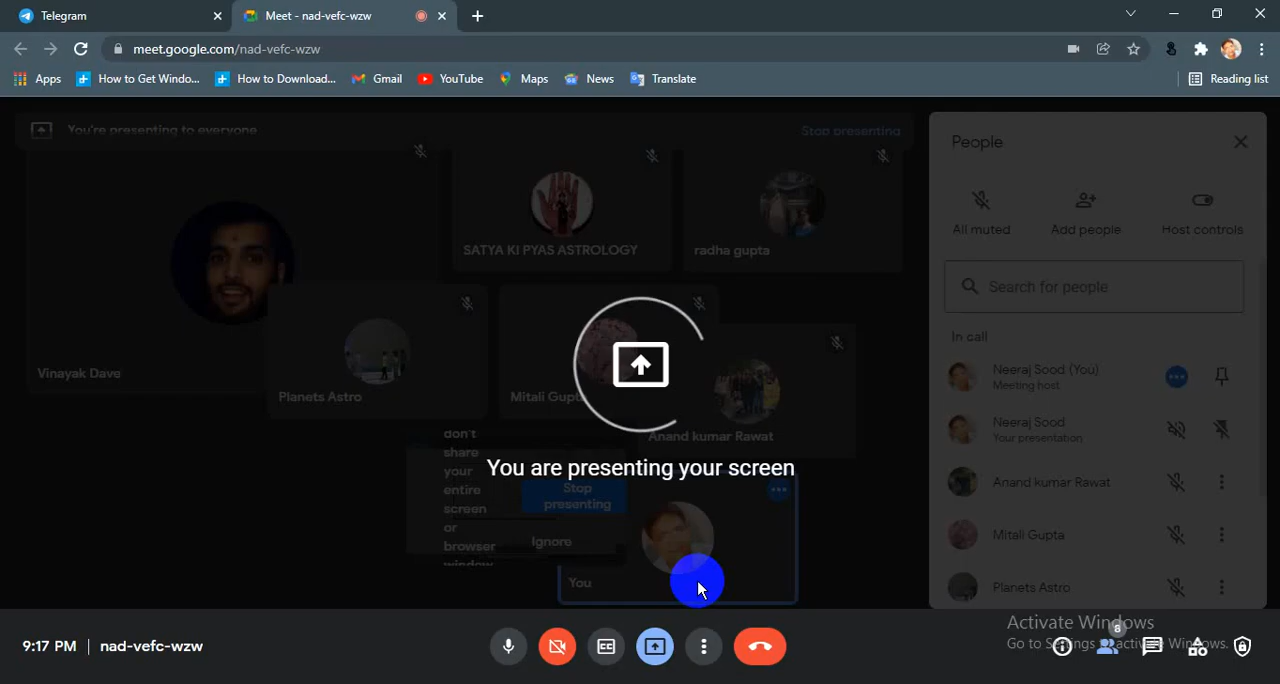 Telegram
Meet - nad-vefc-wzw
meet.google.com/nad-vefc-wzw
Apps
How to Get Windo...
How to Download...
Gmail
YouTube
Maps
News
Translate
Reading list
You're presenting to everyone
Stop presenting
SATYA KI PYAS ASTROLOGY
radha gupta
Vinayak Dave
Planets Astro
Mitali Gupta
Anand kumar Rawat
You are presenting your screen
don't
share
your
entire
screen
or
browser
window
Stop
presenting
Ignore
You
People
All muted
Add people
Host controls
Search for people
In call
Neeraj Sood (You)
Meeting host
Neeraj Sood
Your presentation
Anand kumar Rawat
Mitali Gupta
Planets Astro
Activate Windows
Go to Settings to activate Windows.
8
9:17 PM
nad-vefc-wzw
CC